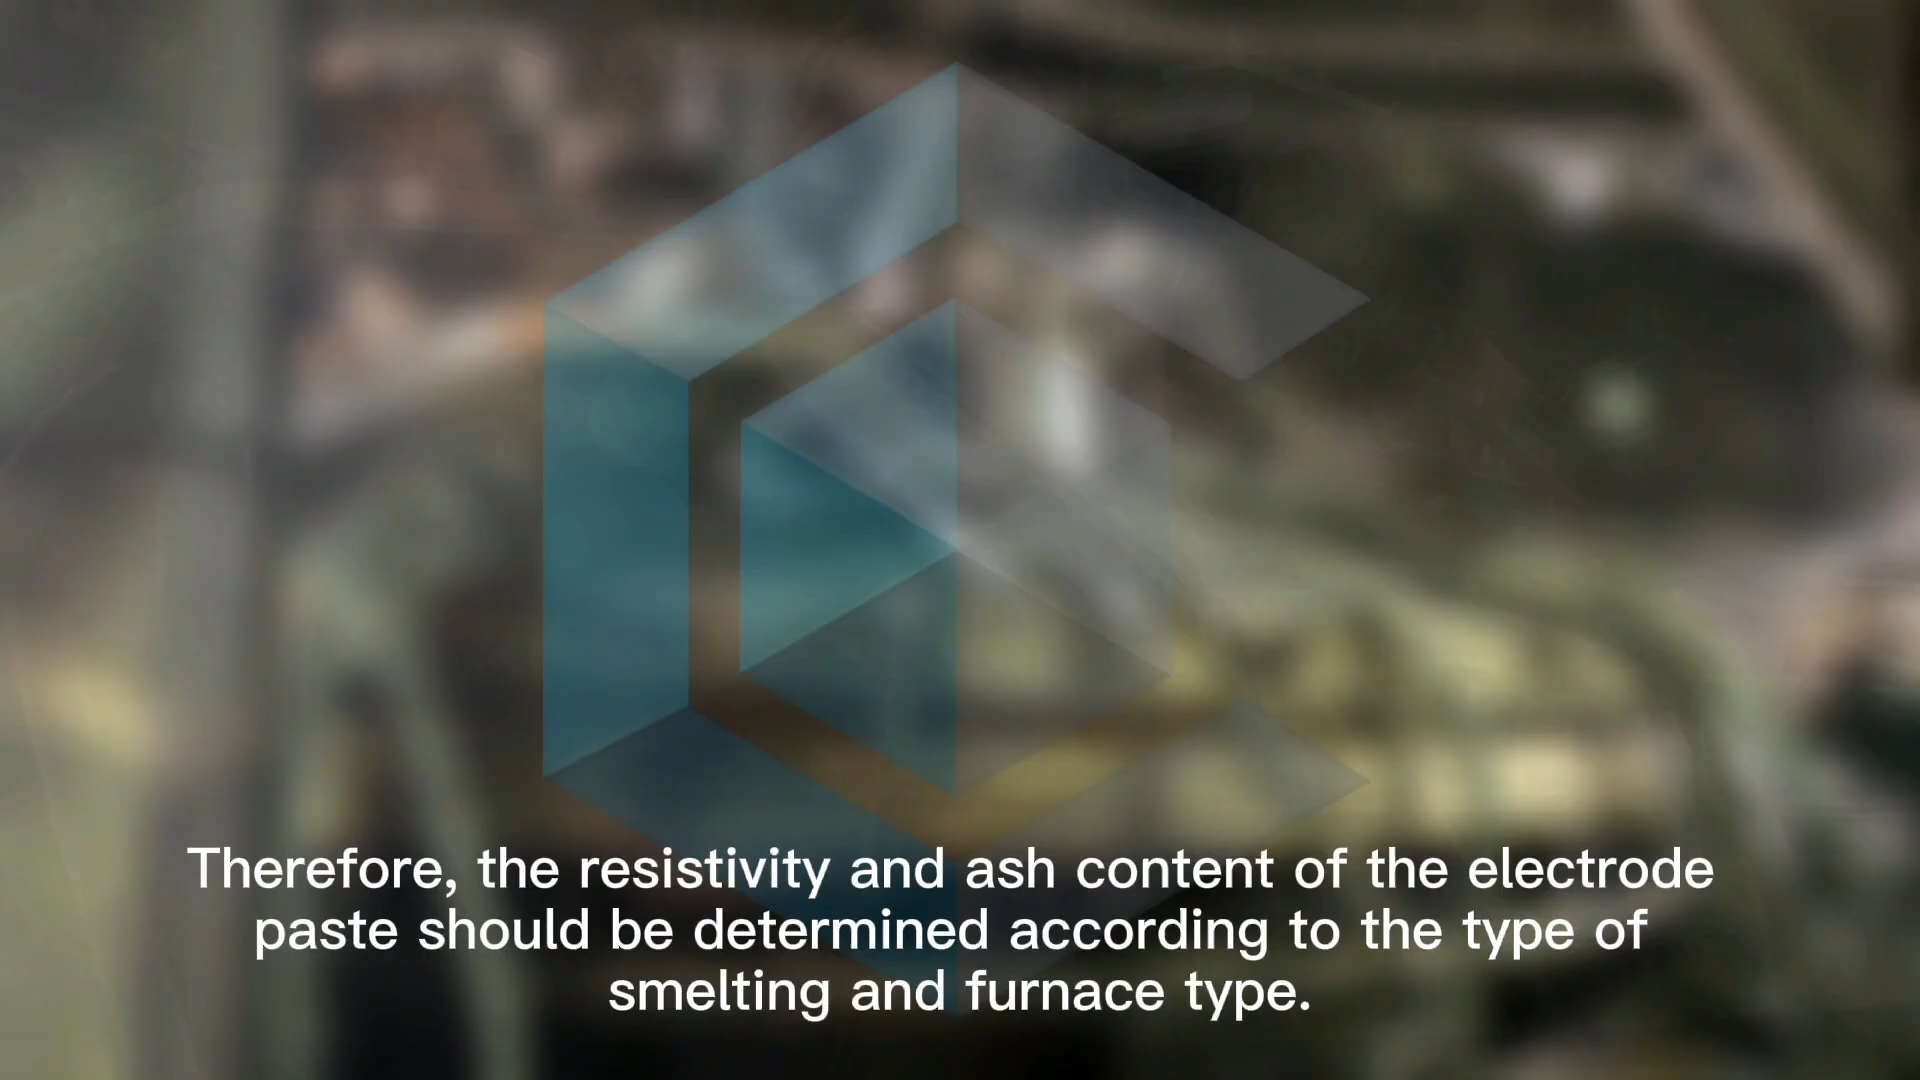 Therefore, the resistivity and ash content of the electrode
paste should be determined according to the type of
smelting and furnace type.